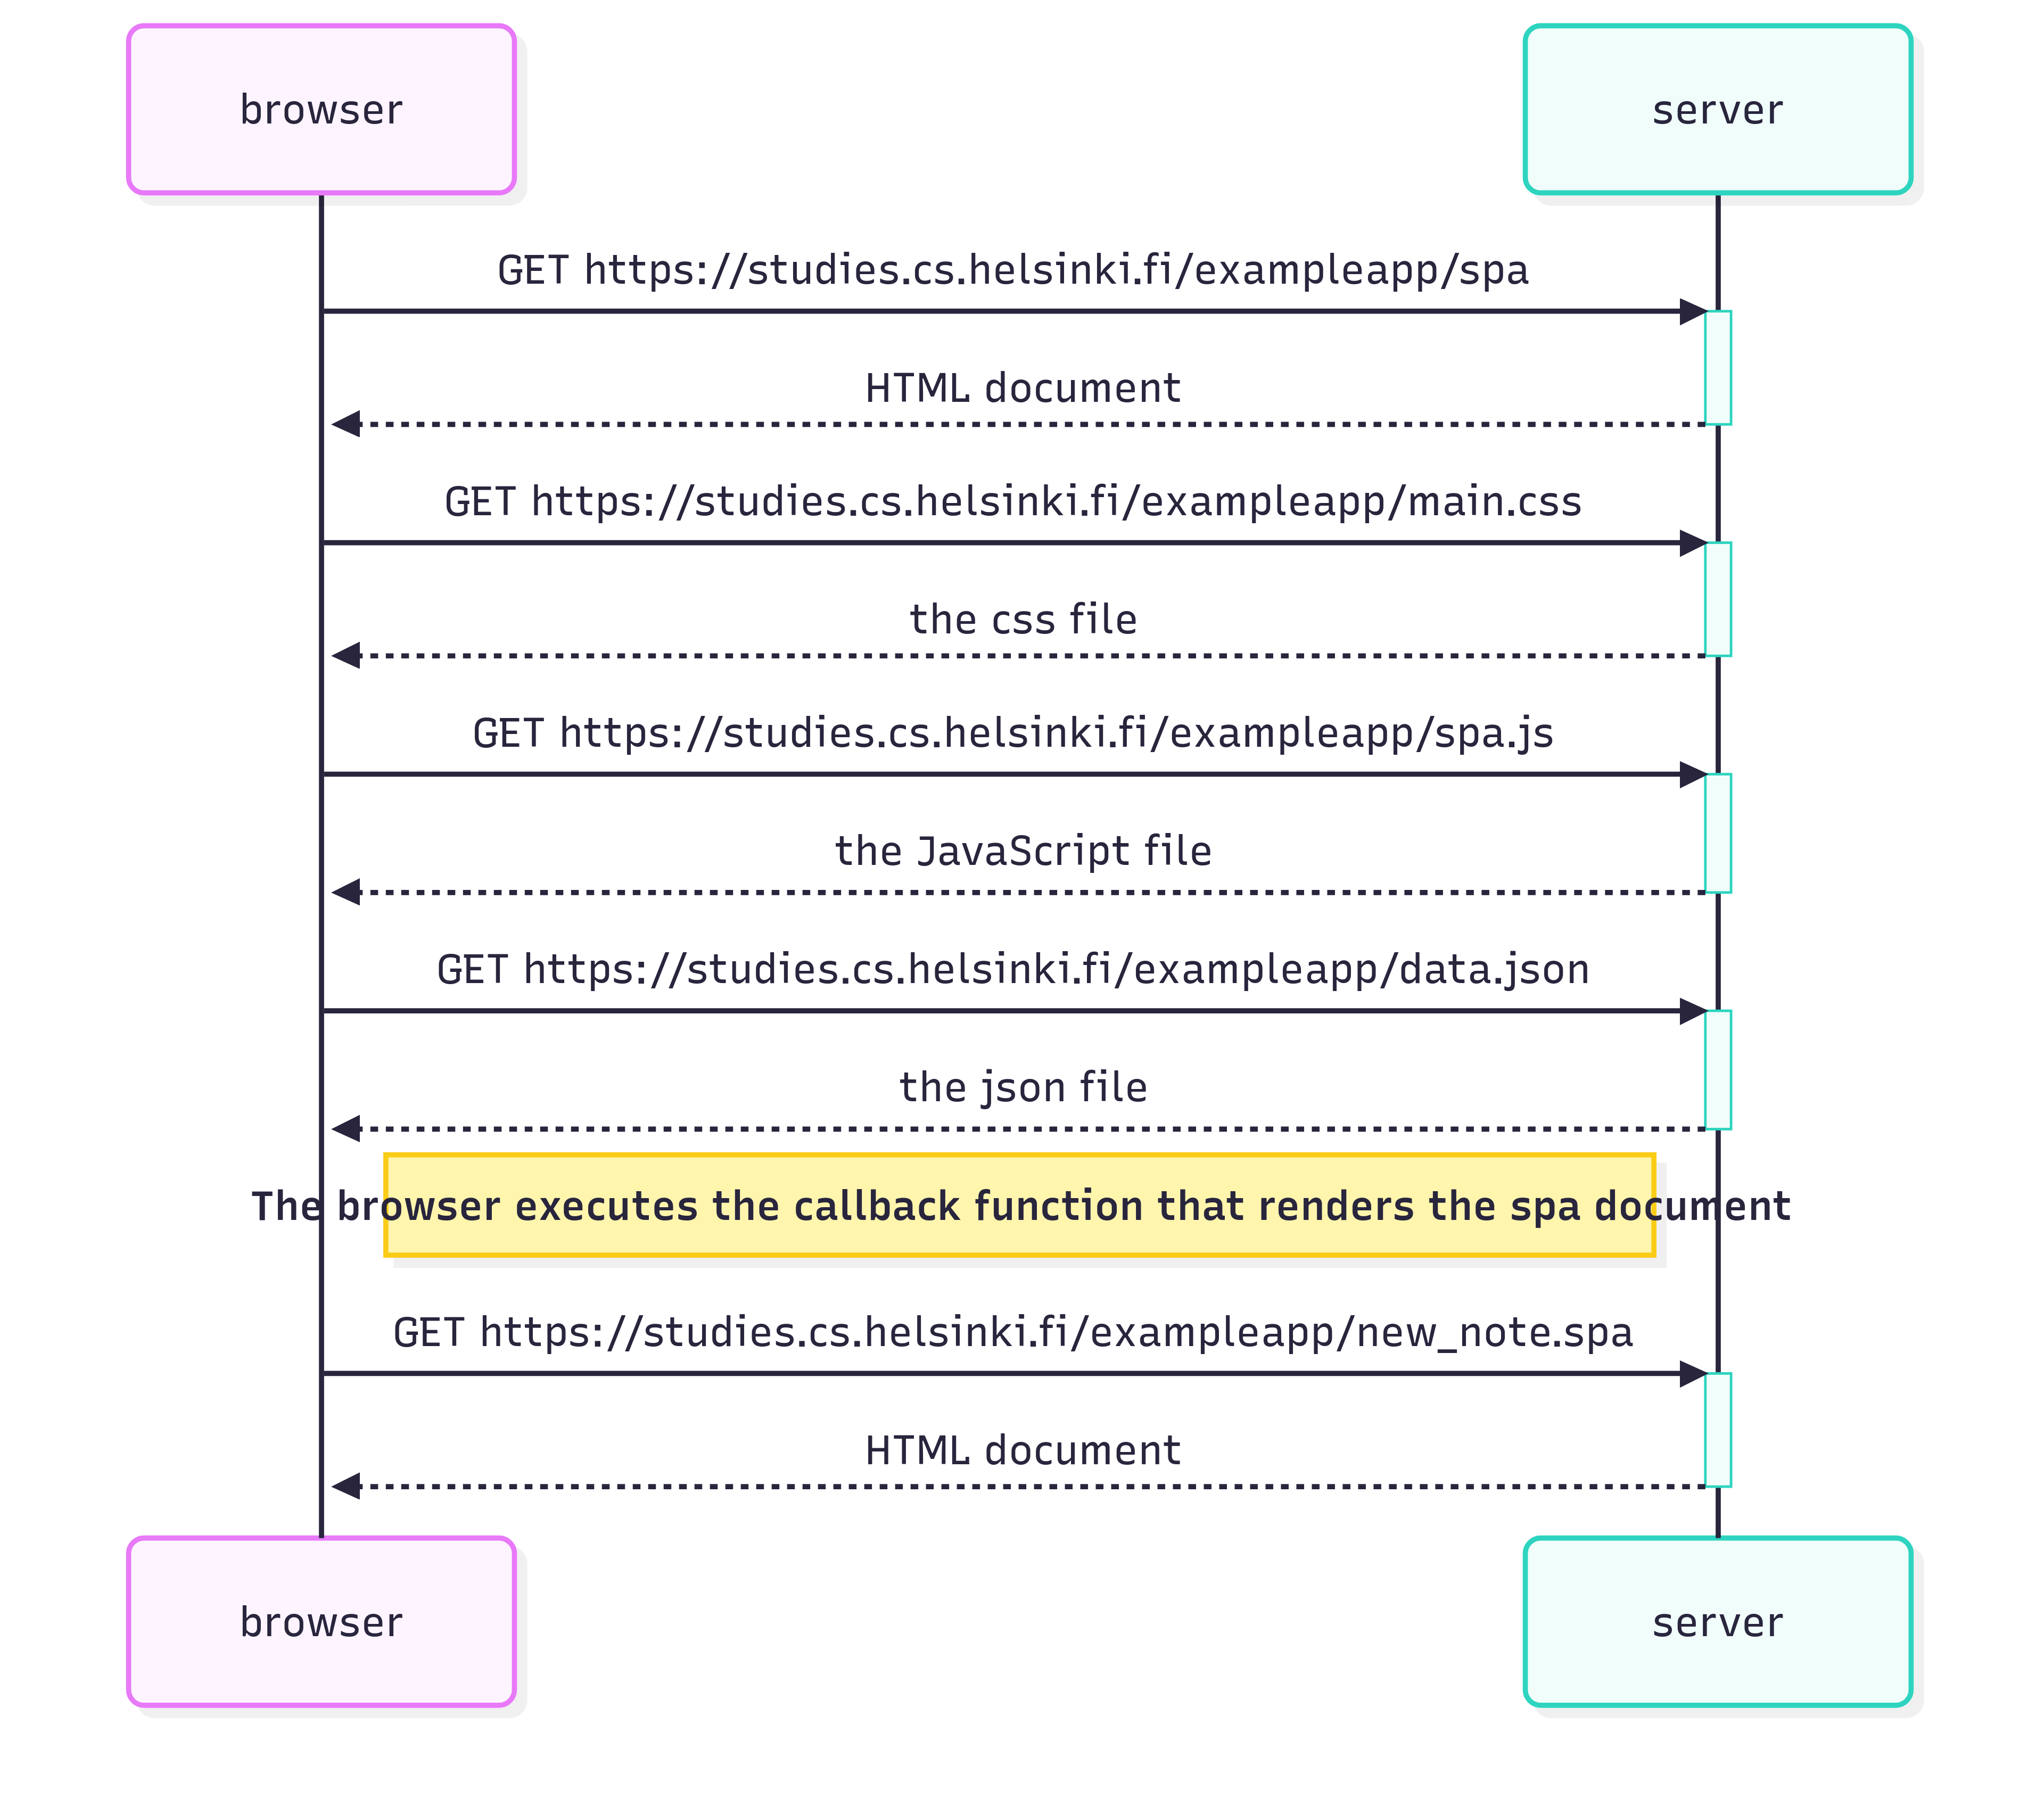 browser
server
GET https://studies.cs.helsinki.fi/exampleapp/spa
HTML document
GET https://studies.cs.helsinki.fi/exampleapp/main.css
the css file
GET https://studies.cs.helsinki.fi/exampleapp/spa.js
the JavaScript file
GET https://studies.cs.helsinki.fi/exampleapp/data.json
the json file
The browser executes the callback function that renders the spa document
GET https://studies.cs.helsinki.fi/exampleapp/new_note.spa
HTML document
browser
server